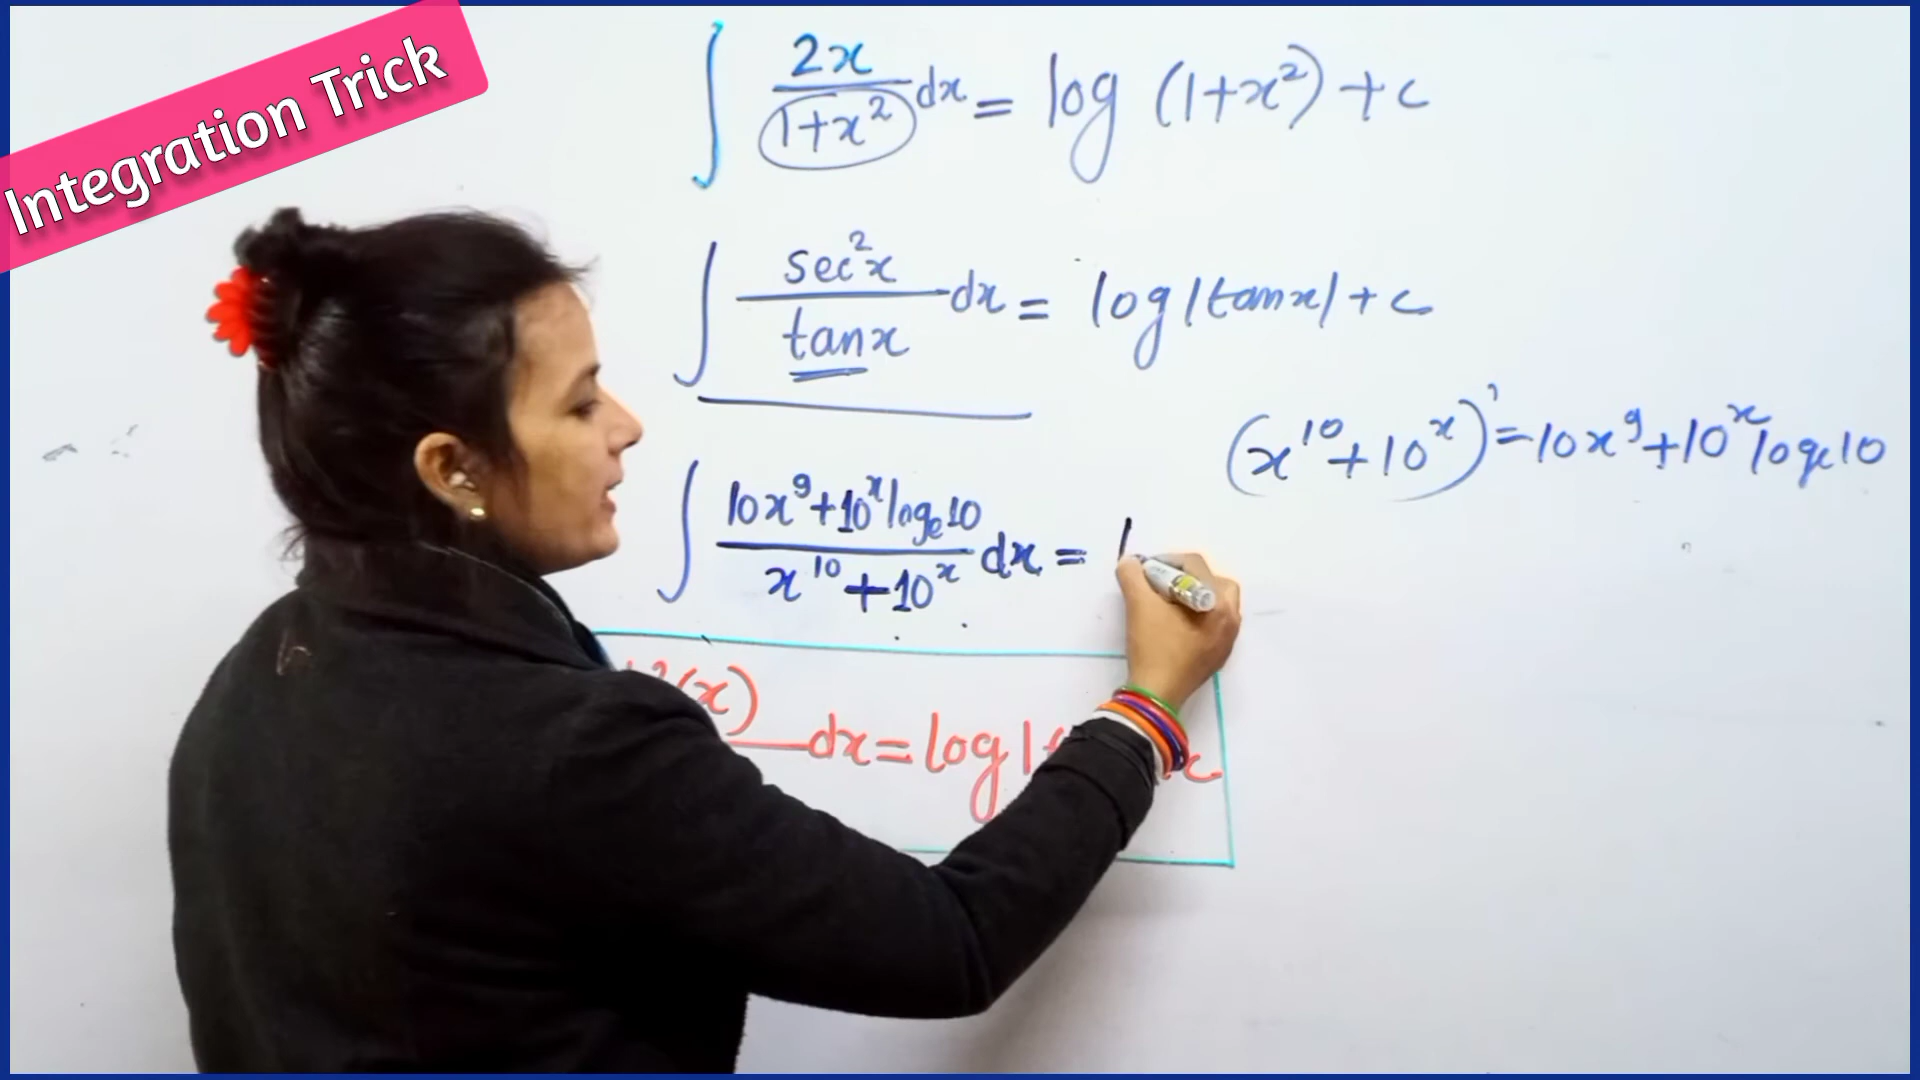 Integration Trick
∫ 2x/(1+x²) dx = log (1+x²) + c
∫ sec²x/tanx dx = log |tanx| + c
(x¹⁰+10ˣ)' = 10x⁹+10ˣlogₑ10
∫ (10x⁹+10ˣlogₑ10)/(x¹⁰+10ˣ) dx =
(x)
dx = log |
c